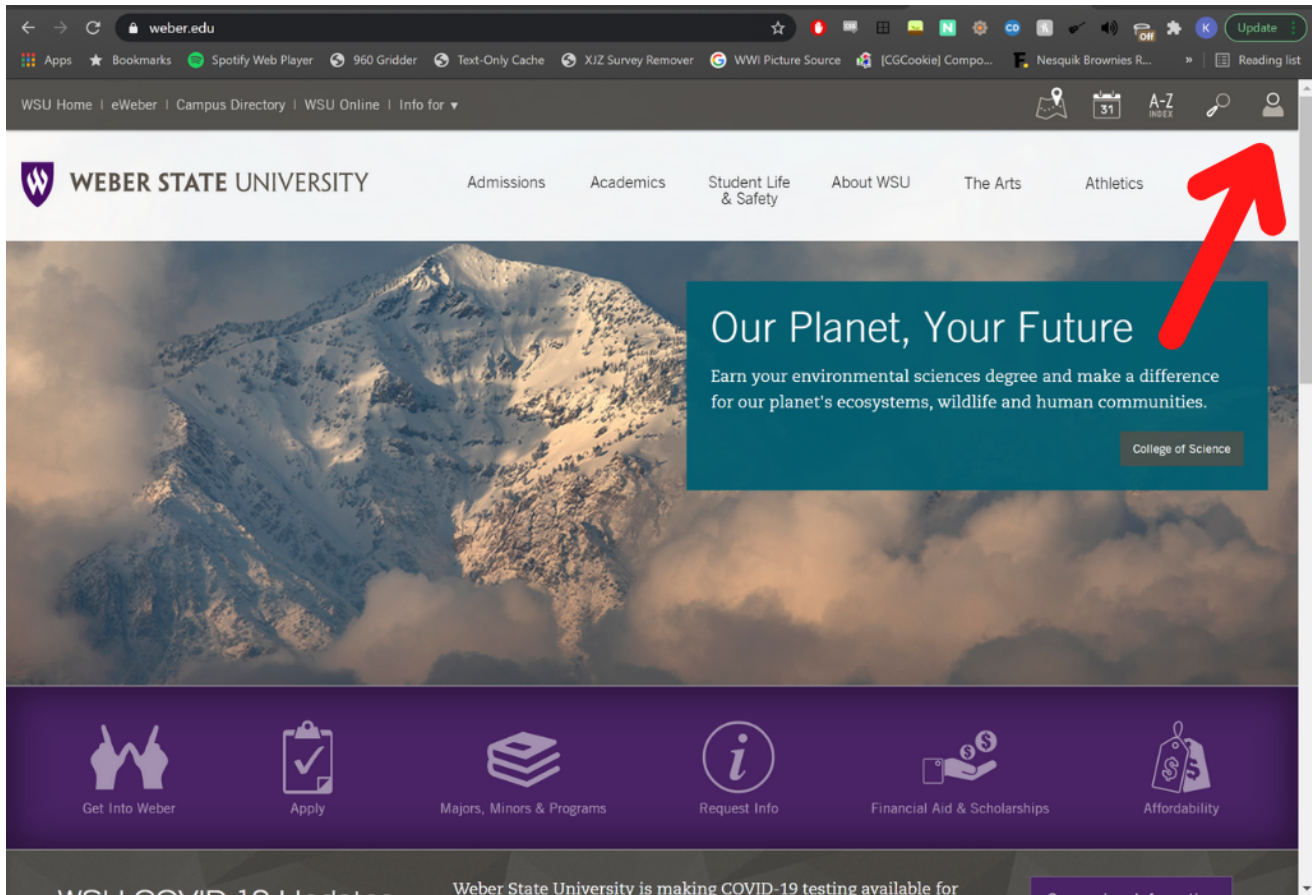 weber.edu
Update
Apps Bookmarks Spotify Web Player 960 Gridder Text-Only Cache XJZ Survey Remover WWI Picture Source [CGCookie] Compo... Nesquik Brownies R... » Reading list
WSU Home | eWeber | Campus Directory | WSU Online | Info for ▾
31 A-Z
INDEX
WEBER STATE UNIVERSITY
Admissions Academics Student Life About WSU The Arts Athletics
& Safety
Our Planet, Your Future
Earn your environmental sciences degree and make a difference
for our planet's ecosystems, wildlife and human communities.
College of Science
Get Into Weber Apply Majors, Minors & Programs Request Info Financial Aid & Scholarships Affordability
Weber State University is making COVID-19 testing available for